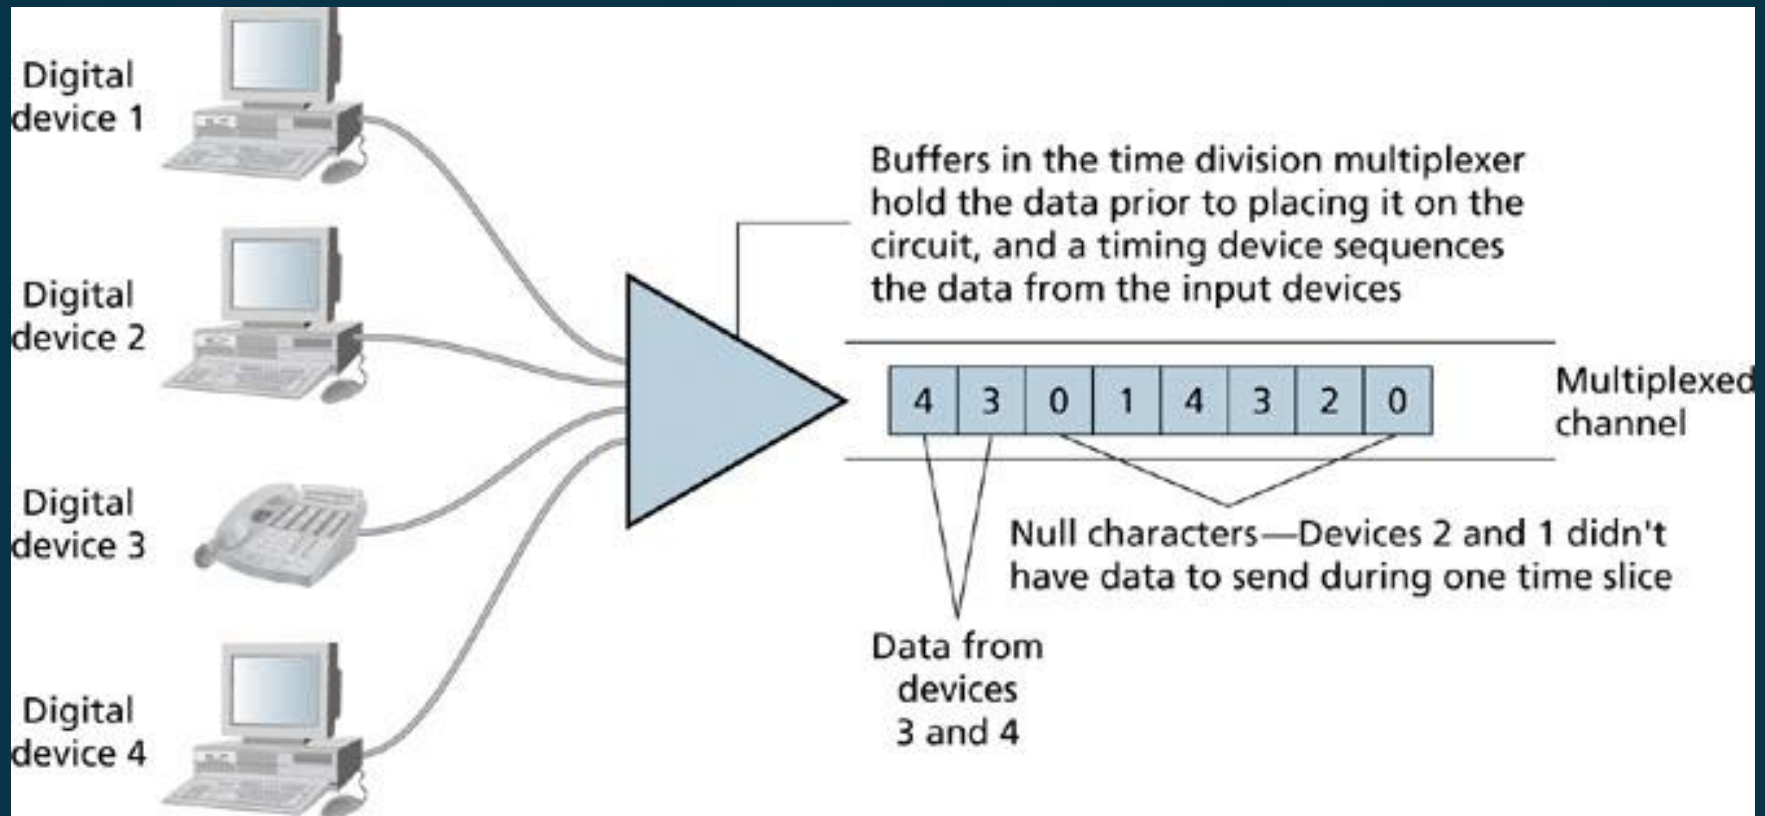 Digital
device 1
Digital
device 2
Digital
device 3
Digital
device 4
Buffers in the time division multiplexer
hold the data prior to placing it on the
circuit, and a timing device sequences
the data from the input devices
4 3 0 1 4 3 2 0
Multiplexed
channel
Null characters—Devices 2 and 1 didn't
have data to send during one time slice
Data from
devices
3 and 4